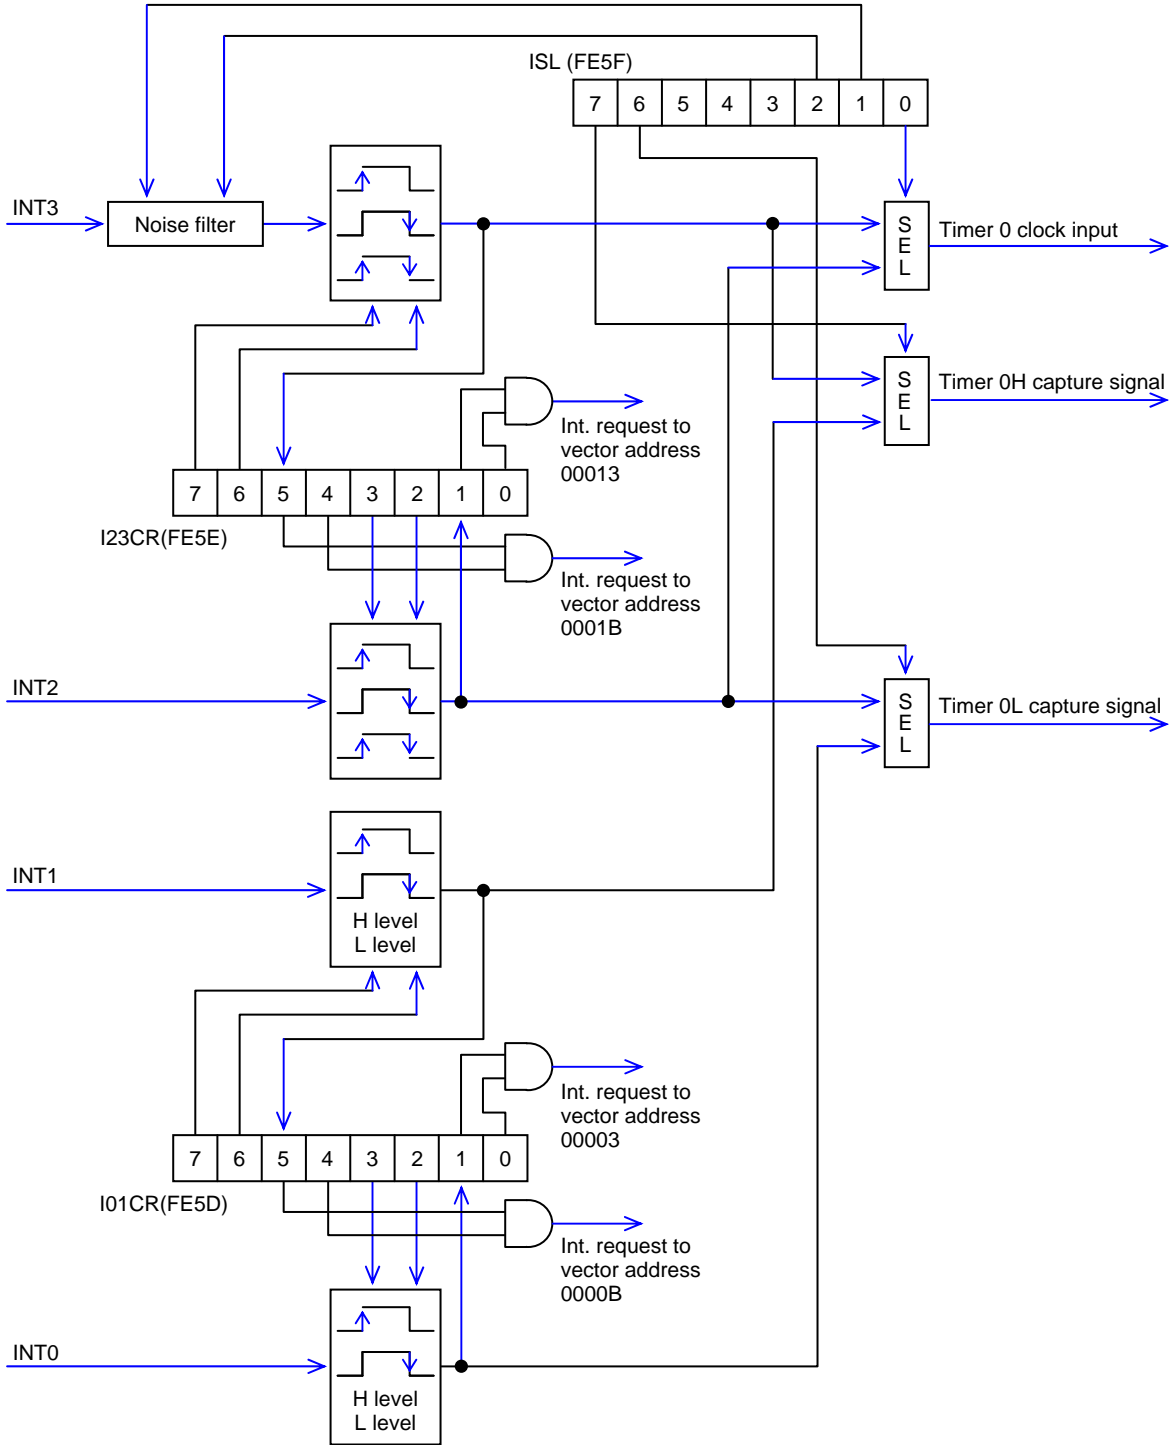 ISL (FE5F)
7 6 5 4 3 2 1 0
INT3
Noise filter
S
E
L
Timer 0 clock input
S
E
L
Timer 0H capture signal
Int. request to
vector address
00013
7 6 5 4 3 2 1 0
I23CR(FE5E)
Int. request to
vector address
0001B
INT2
S
E
L
Timer 0L capture signal
INT1
H level
L level
Int. request to
vector address
00003
7 6 5 4 3 2 1 0
I01CR(FE5D)
Int. request to
vector address
0000B
INT0
H level
L level